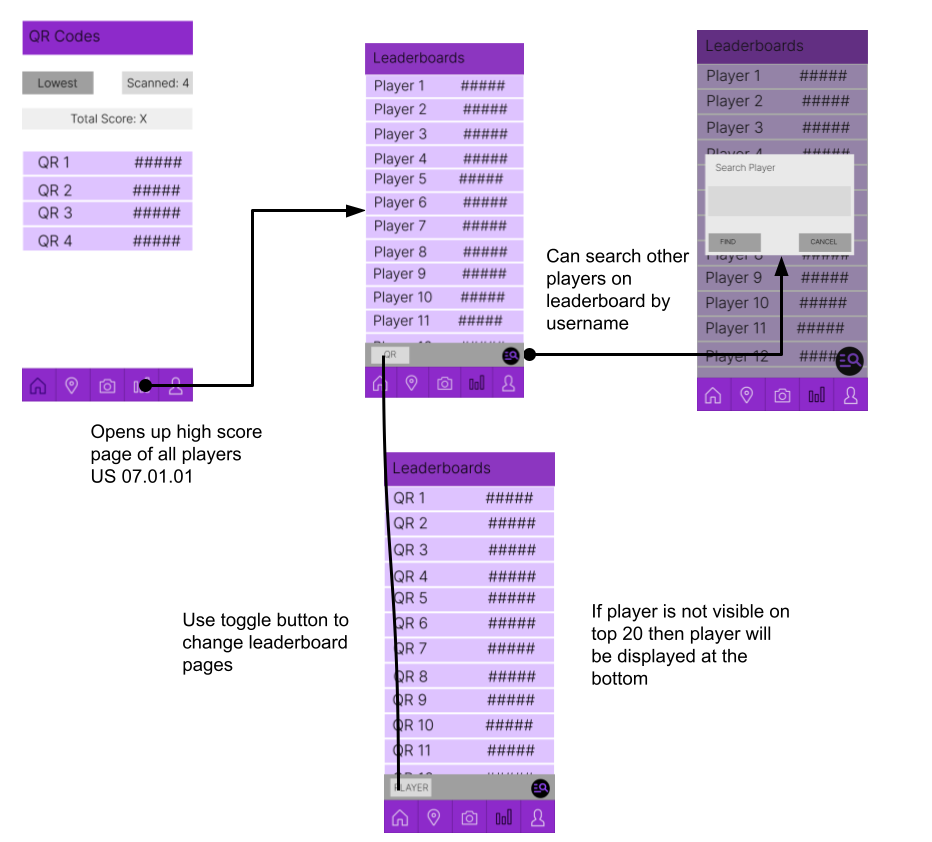 QR Codes
Lowest
Scanned: 4
Total Score: X
QR 1 #####
QR 2 #####
QR 3 #####
QR 4 #####
Opens up high score
page of all players
US 07.01.01
Leaderboards
Player 1 #####
Player 2 #####
Player 3 #####
Player 4 #####
Player 5 #####
Player 6 #####
Player 7 #####
Player 8 #####
Player 9 #####
Player 10 #####
Player 11 #####
QR
Can search other
players on
leaderboard by
username
Leaderboards
Player 1 #####
Player 2 #####
Player 3 #####
Player 4 #####
Search Player
FIND
CANCEL
Player 8 #####
Player 9 #####
Player 10 #####
Player 11 #####
Player 12 ####
Leaderboards
QR 1 #####
QR 2 #####
QR 3 #####
QR 4 #####
QR 5 #####
QR 6 #####
QR 7 #####
QR 8 #####
QR 9 #####
QR 10 #####
QR 11 #####
PLAYER
Use toggle button to
change leaderboard
pages
If player is not visible on
top 20 then player will
be displayed at the
bottom